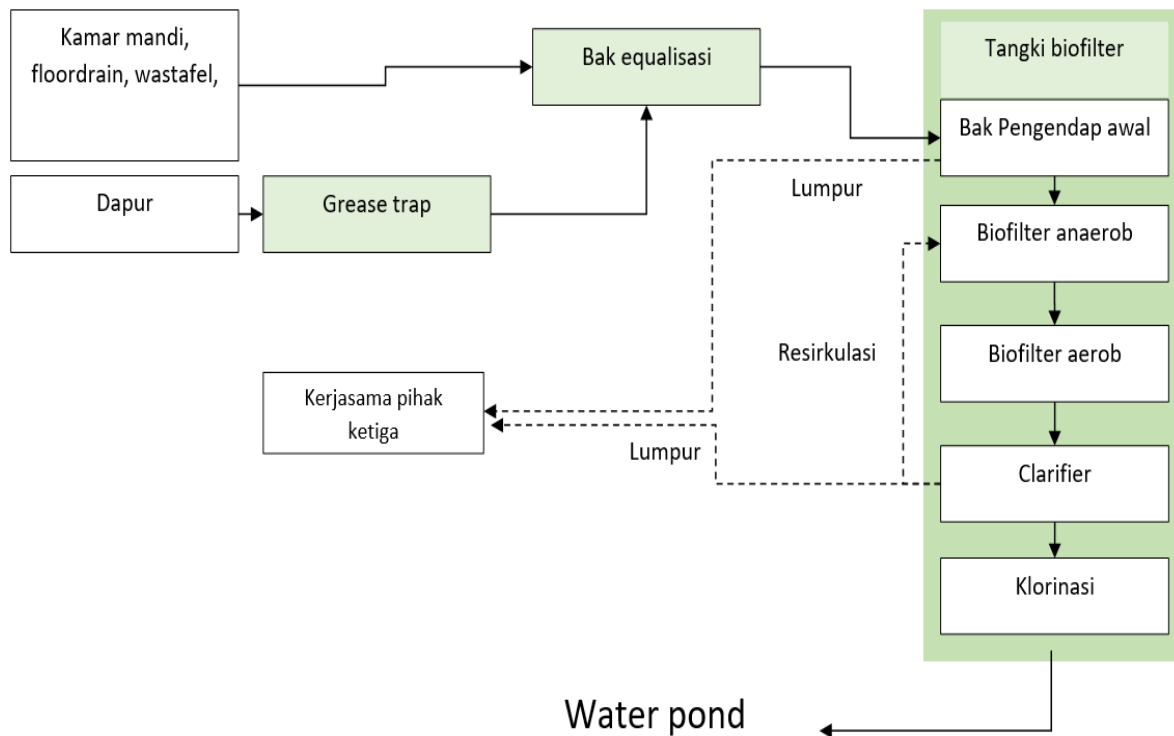 Kamar mandi,
floordrain, wastafel,
Bak equalisasi
Tangki biofilter
Bak Pengendap awal
Dapur
Grease trap
Lumpur
Biofilter anaerob
Resirkulasi
Biofilter aerob
Kerjasama pihak
ketiga
Lumpur
Clarifier
Klorinasi
Water pond